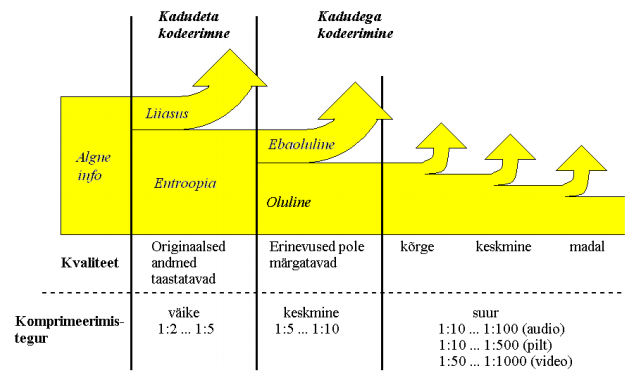 Kadudeta
kodeerimne
Kadudega
kodeerimine
Liiasus
Algne
info
Entroopia
Ebaoluline
Oluline
Kvaliteet
Originaalsed
andmed
taastatavad
Erinevused pole
märgatavad
kõrge
keskmine
madal
Komprimeerimis-
tegur
väike
1:2 ... 1:5
keskmine
1:5 ... 1:10
suur
1:10 ... 1:100 (audio)
1:10 ... 1:500 (pilt)
1:50 ... 1:1000 (video)